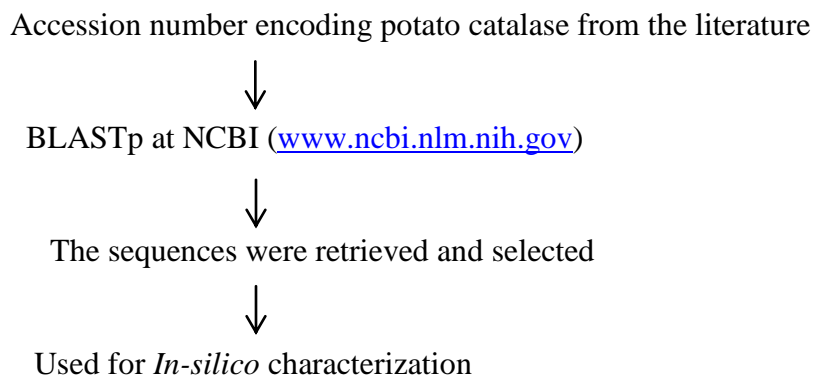 Accession number encoding potato catalase from the literature
BLASTp at NCBI (www.ncbi.nlm.nih.gov)
The sequences were retrieved and selected
Used for In-silico characterization